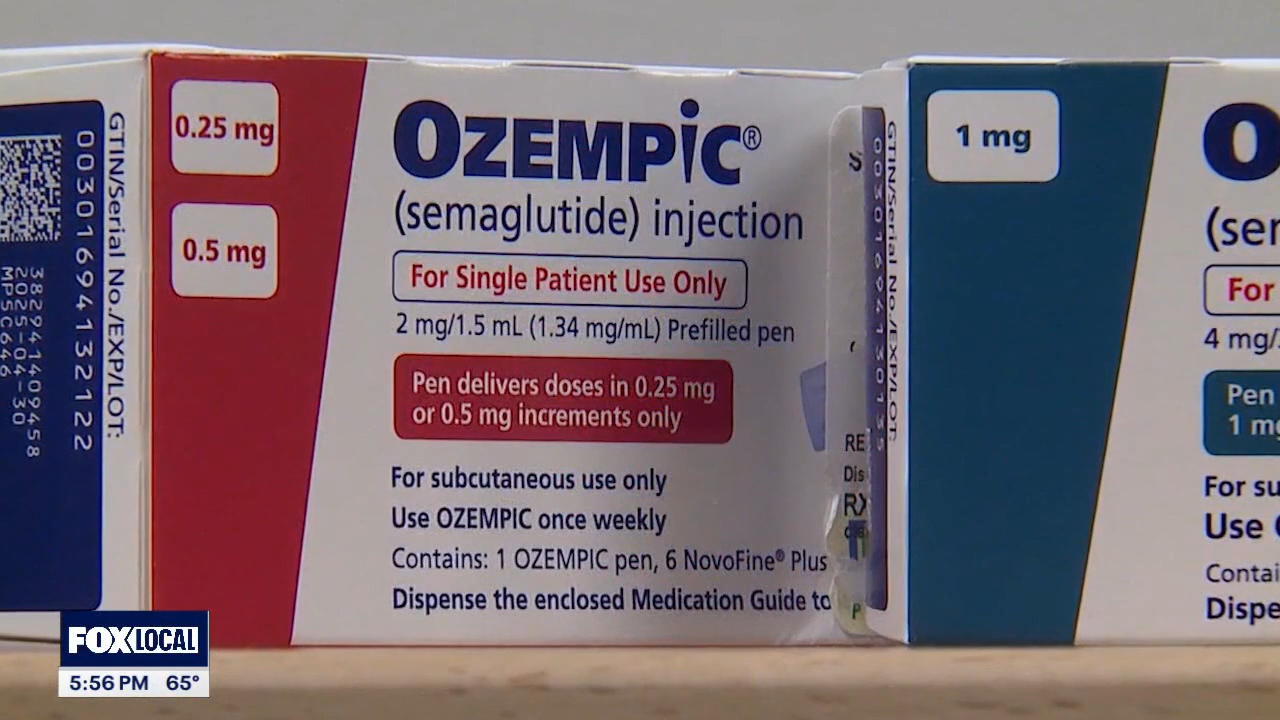 GTIN/Serial No./EXP/LOT:
00301694132122
382941409458
2025-04-30
MP5C646
0.25 mg
0.5 mg
OZEMPIC®
(semaglutide) injection
For Single Patient Use Only
2 mg/1.5 mL (1.34 mg/mL) Prefilled pen
Pen delivers doses in 0.25 mg
or 0.5 mg increments only
For subcutaneous use only
Use OZEMPIC once weekly
Contains: 1 OZEMPIC pen, 6 NovoFine® Plus
Dispense the enclosed Medication Guide to
RE
Dis
RX
P
GTIN/Serial No./EXP/LOT:
1 mg
O
(sem
For
4 mg/
Pen
1 mg
For su
Use
Contai
Dispe
FOX LOCAL
5:56 PM 65°